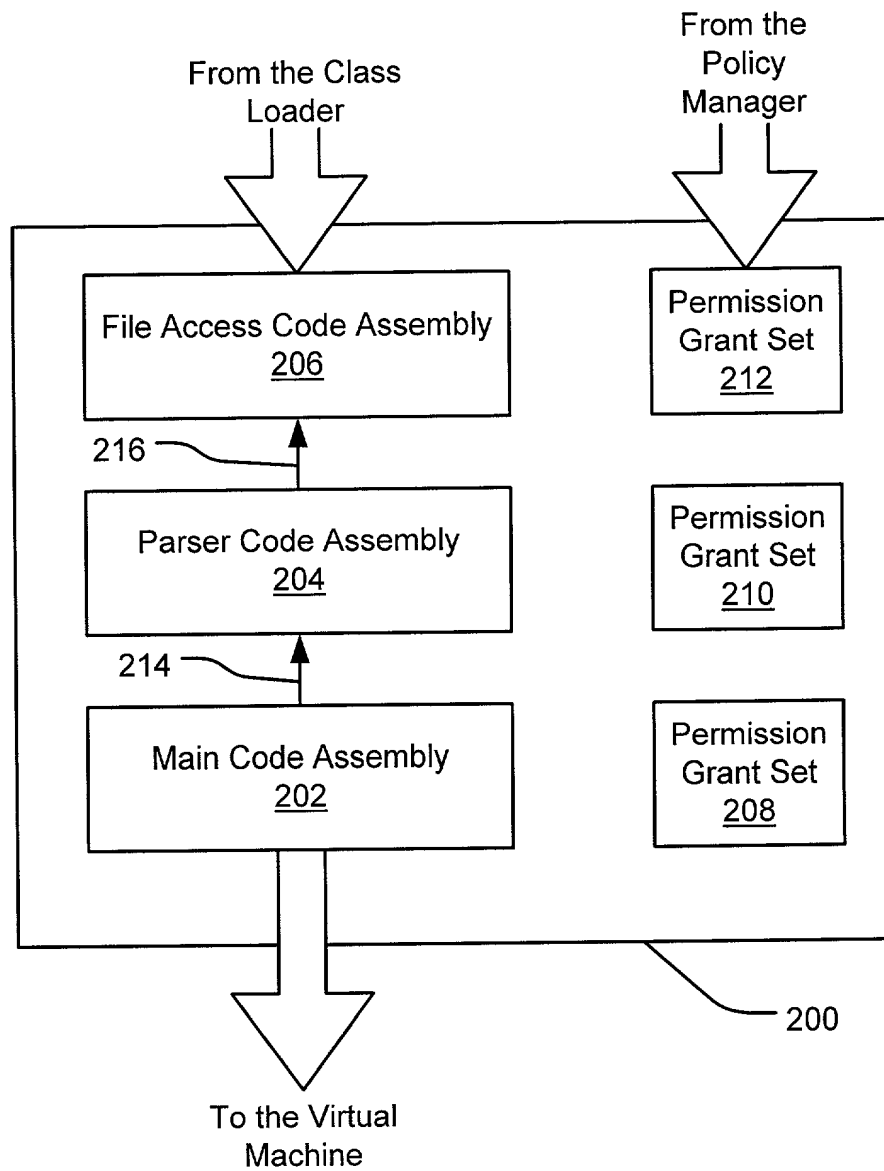 From the Class
Loader
From the
Policy
Manager
File Access Code Assembly
206
Permission
Grant Set
212
216
Parser Code Assembly
204
Permission
Grant Set
210
214
Main Code Assembly
202
Permission
Grant Set
208
200
To the Virtual
Machine